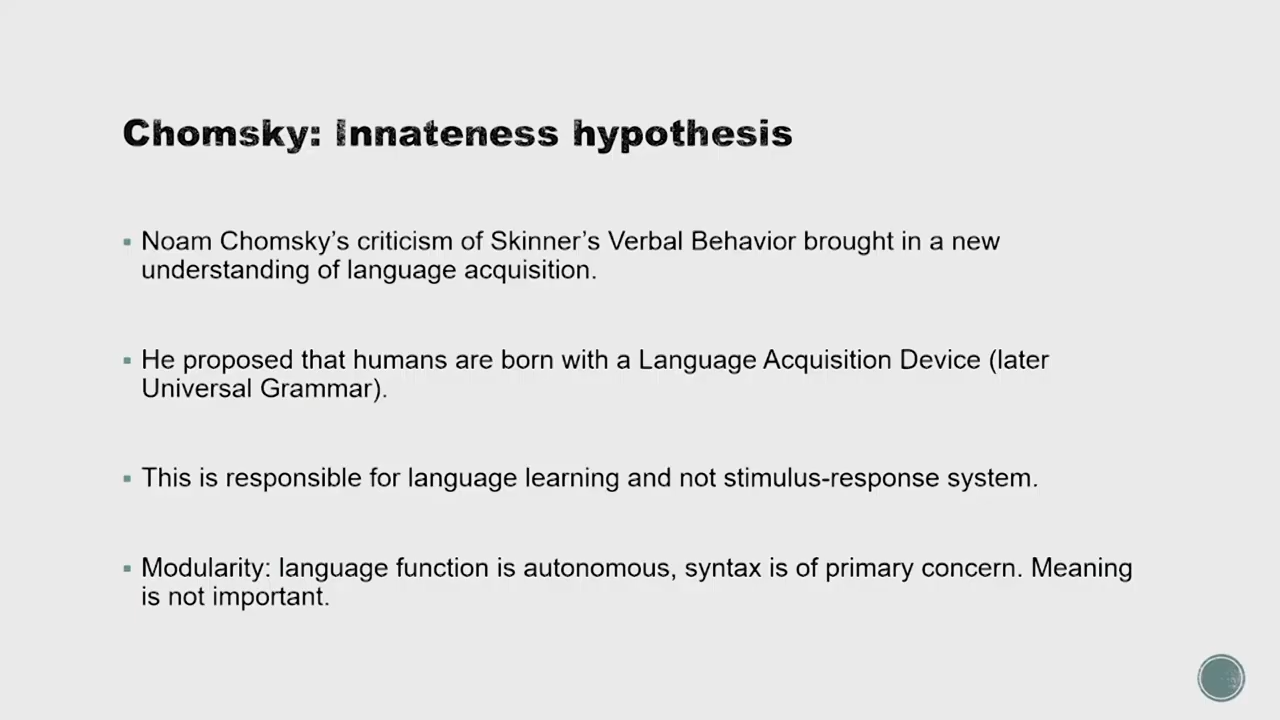 Chomsky: Innateness hypothesis
Noam Chomsky’s criticism of Skinner’s Verbal Behavior brought in a new
understanding of language acquisition.
He proposed that humans are born with a Language Acquisition Device (later
Universal Grammar).
This is responsible for language learning and not stimulus-response system.
Modularity: language function is autonomous, syntax is of primary concern. Meaning
is not important.